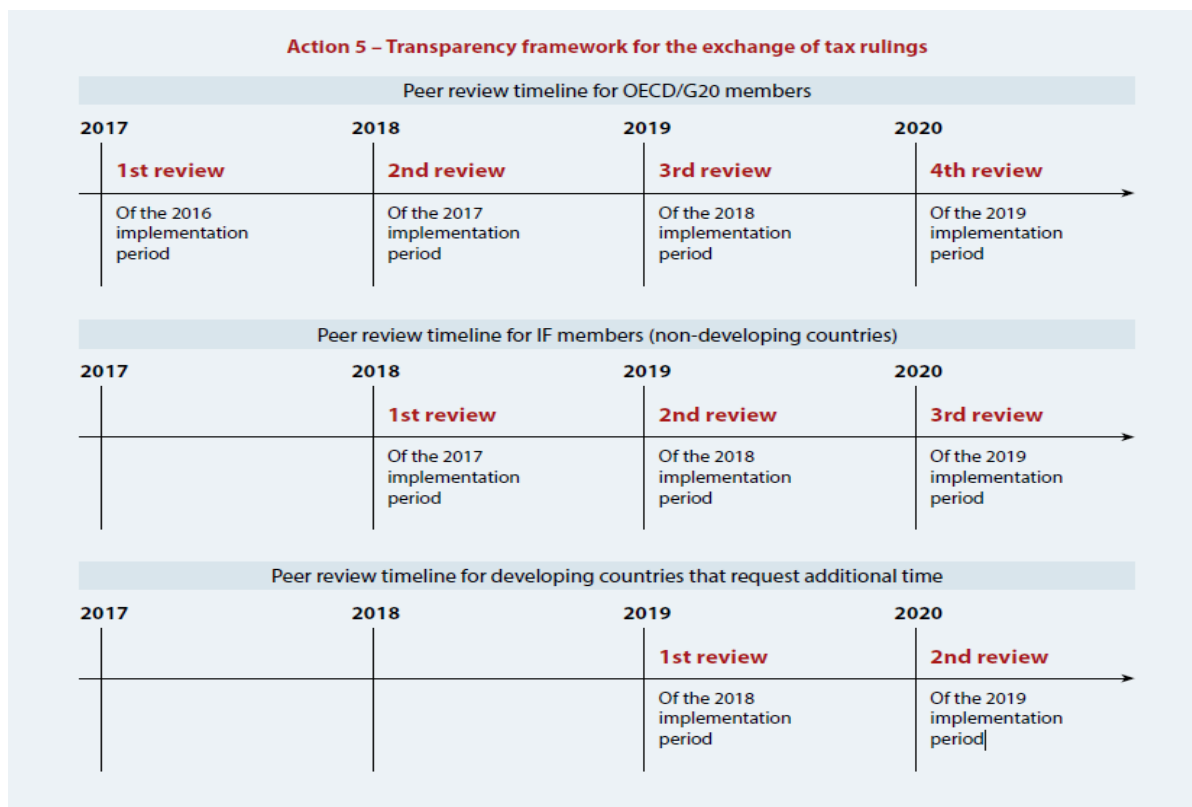 Action 5 – Transparency framework for the exchange of tax rulings
Peer review timeline for OECD/G20 members
2017 2018 2019 2020
1st review 2nd review 3rd review 4th review
Of the 2016 Of the 2017 Of the 2018 Of the 2019
implementation implementation implementation implementation
period period period period
Peer review timeline for IF members (non-developing countries)
2017 2018 2019 2020
1st review 2nd review 3rd review
Of the 2017 Of the 2018 Of the 2019
implementation implementation implementation
period period period
Peer review timeline for developing countries that request additional time
2017 2018 2019 2020
1st review 2nd review
Of the 2018 Of the 2019
implementation implementation
period period